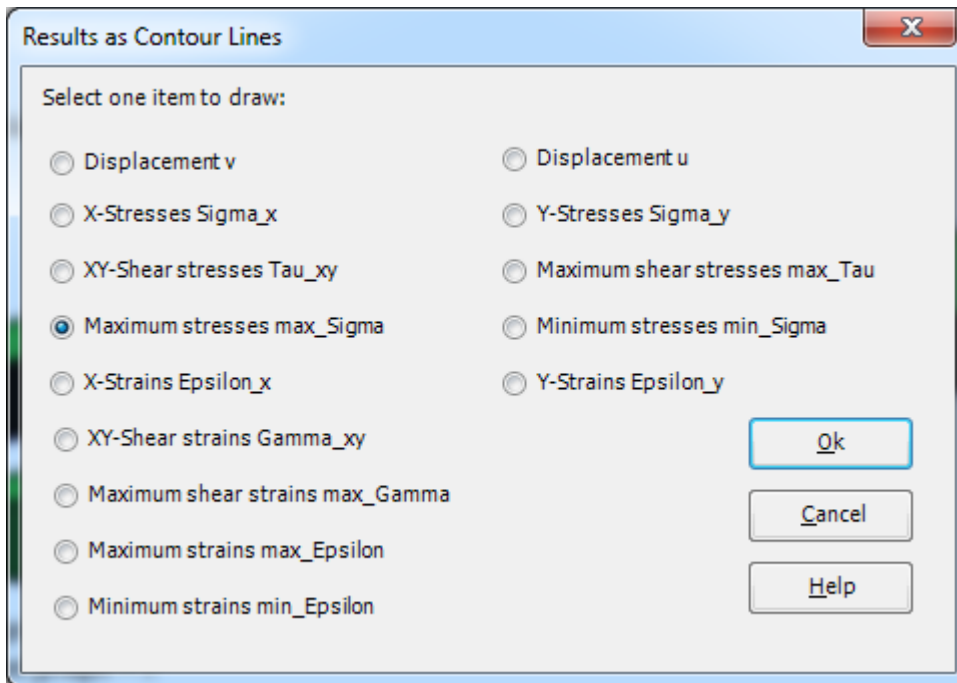 Results as Contour Lines
Select one item to draw:
Displacement v
Displacement u
X-Stresses Sigma_x
Y-Stresses Sigma_y
XY-Shear stresses Tau_xy
Maximum shear stresses max_Tau
Maximum stresses max_Sigma
Minimum stresses min_Sigma
X-Strains Epsilon_x
Y-Strains Epsilon_y
XY-Shear strains Gamma_xy
Maximum shear strains max_Gamma
Maximum strains max_Epsilon
Minimum strains min_Epsilon
Ok
Cancel
Help